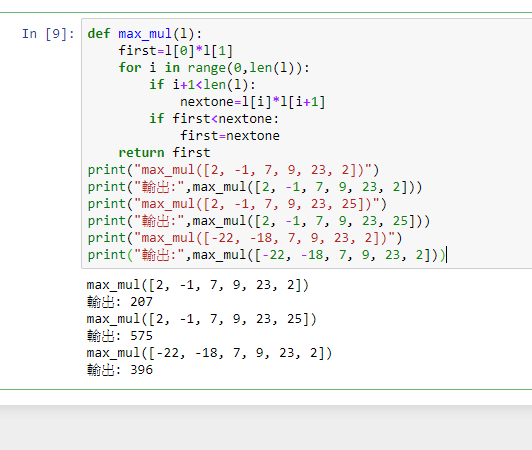 In [9]: def max_mul(l):
    first=l[0]*l[1]
    for i in range(0,len(l)):
        if i+1<len(l):
            nextone=l[i]*l[i+1]
        if first<nextone:
            first=nextone
    return first
print("max_mul([2, -1, 7, 9, 23, 2])")
print("輸出:",max_mul([2, -1, 7, 9, 23, 2]))
print("max_mul([2, -1, 7, 9, 23, 25])")
print("輸出:",max_mul([2, -1, 7, 9, 23, 25]))
print("max_mul([-22, -18, 7, 9, 23, 2])")
print("輸出:",max_mul([-22, -18, 7, 9, 23, 2]))
max_mul([2, -1, 7, 9, 23, 2])
輸出: 207
max_mul([2, -1, 7, 9, 23, 25])
輸出: 575
max_mul([-22, -18, 7, 9, 23, 2])
輸出: 396